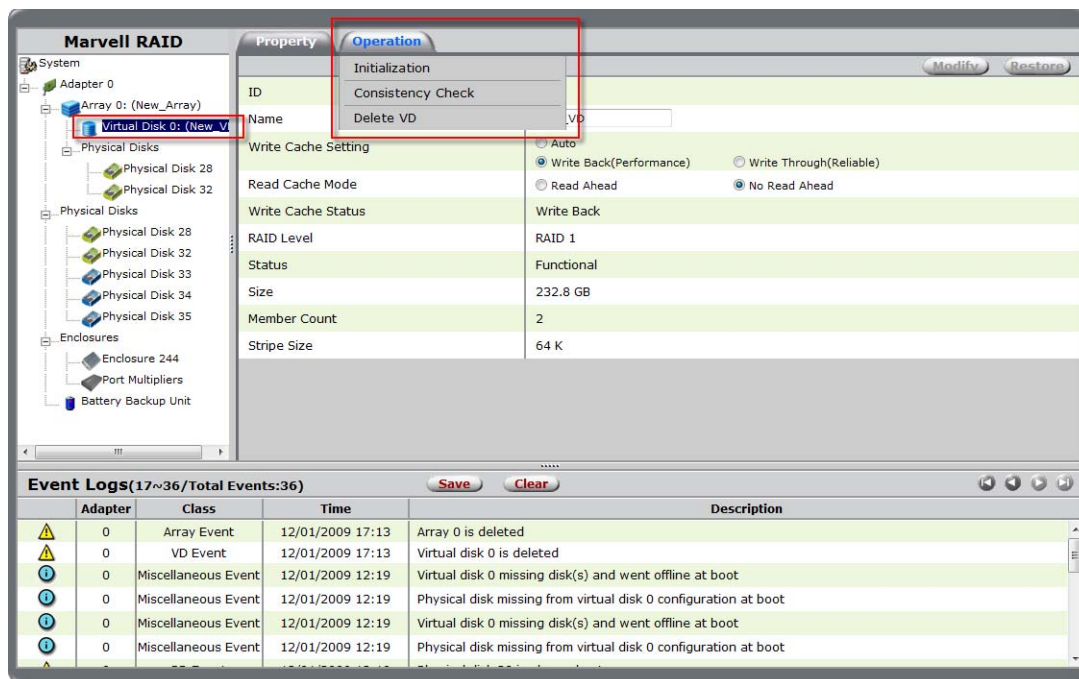 Marvell RAID
Property Operation
System
Adapter 0
Array 0: (New_Array)
Virtual Disk 0: (New_V
Physical Disks
Physical Disk 28
Physical Disk 32
Physical Disks
Physical Disk 28
Physical Disk 32
Physical Disk 33
Physical Disk 34
Physical Disk 35
Enclosures
Enclosure 244
Port Multipliers
Battery Backup Unit
Initialization
Consistency Check
Delete VD
Modify Restore
ID
Name _VD
Write Cache Setting Auto
Write Back(Performance) Write Through(Reliable)
Read Cache Mode Read Ahead No Read Ahead
Write Cache Status Write Back
RAID Level RAID 1
Status Functional
Size 232.8 GB
Member Count 2
Stripe Size 64 K
Event Logs(17~36/Total Events:36) Save Clear
Adapter Class Time Description
0 Array Event 12/01/2009 17:13 Array 0 is deleted
0 VD Event 12/01/2009 17:13 Virtual disk 0 is deleted
0 Miscellaneous Event 12/01/2009 12:19 Virtual disk 0 missing disk(s) and went offline at boot
0 Miscellaneous Event 12/01/2009 12:19 Physical disk missing from virtual disk 0 configuration at boot
0 Miscellaneous Event 12/01/2009 12:19 Virtual disk 0 missing disk(s) and went offline at boot
0 Miscellaneous Event 12/01/2009 12:19 Physical disk missing from virtual disk 0 configuration at boot